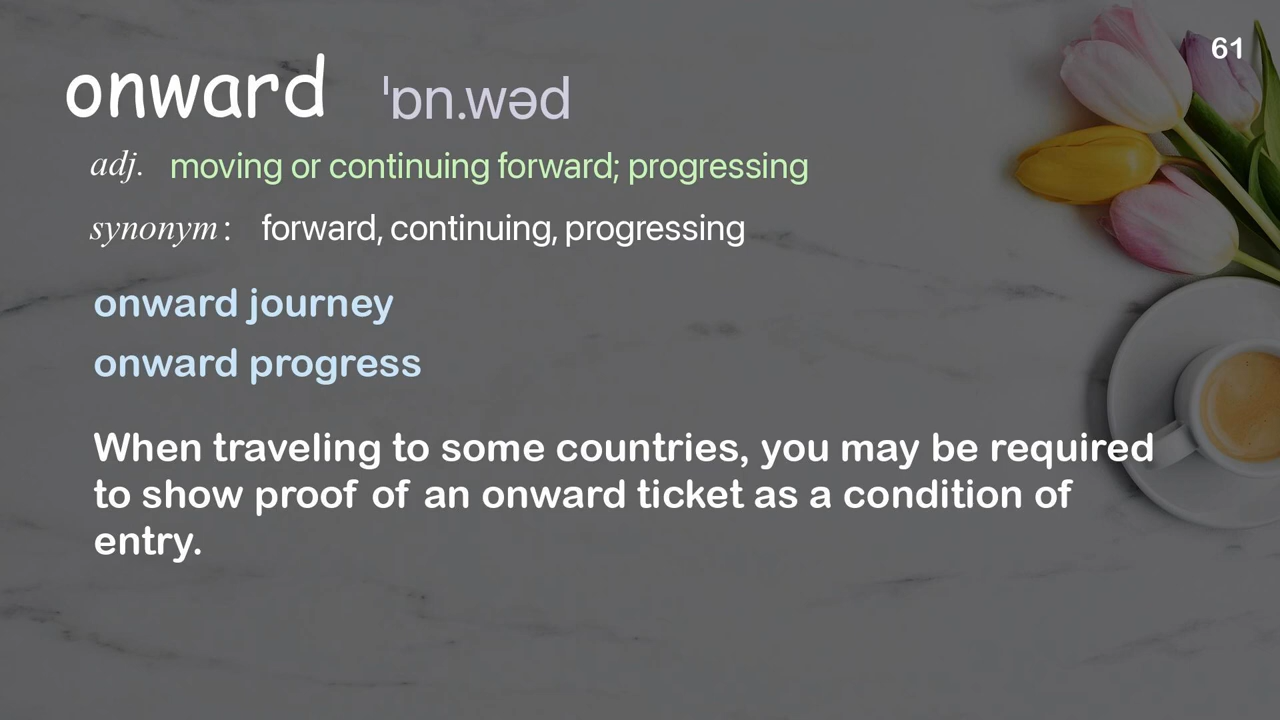 61
onward ˈɒn.wəd
adj. moving or continuing forward; progressing
synonym: forward, continuing, progressing
onward journey
onward progress
When traveling to some countries, you may be required
to show proof of an onward ticket as a condition of
entry.